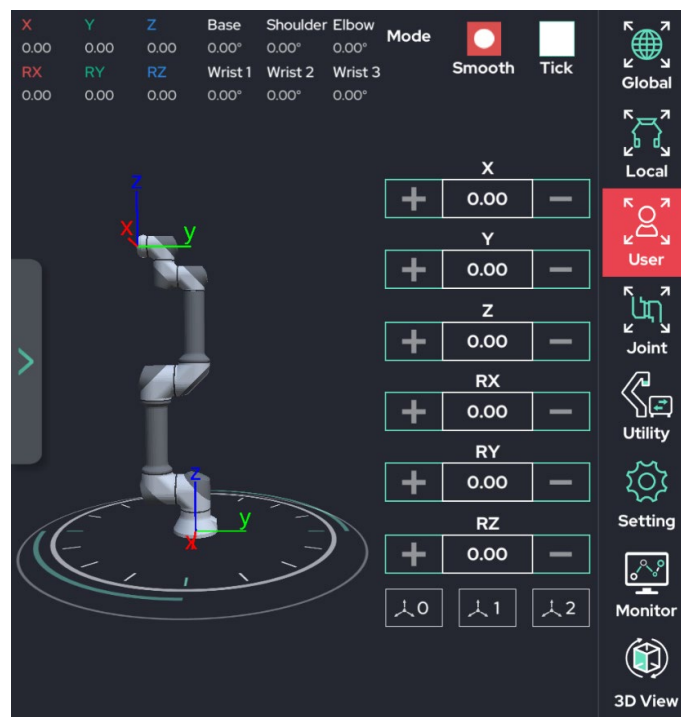 X Y Z Base Shoulder Elbow
0.00 0.00 0.00 0.00° 0.00° 0.00°
RX RY RZ Wrist 1 Wrist 2 Wrist 3
0.00 0.00 0.00 0.00° 0.00° 0.00°
Mode
Smooth Tick
X
+ 0.00 −
Y
+ 0.00 −
Z
+ 0.00 −
RX
+ 0.00 −
RY
+ 0.00 −
RZ
+ 0.00 −
0 1 2
z
x y
z
y
x
>
Global
Local
User
Joint
Utility
Setting
Monitor
3D View